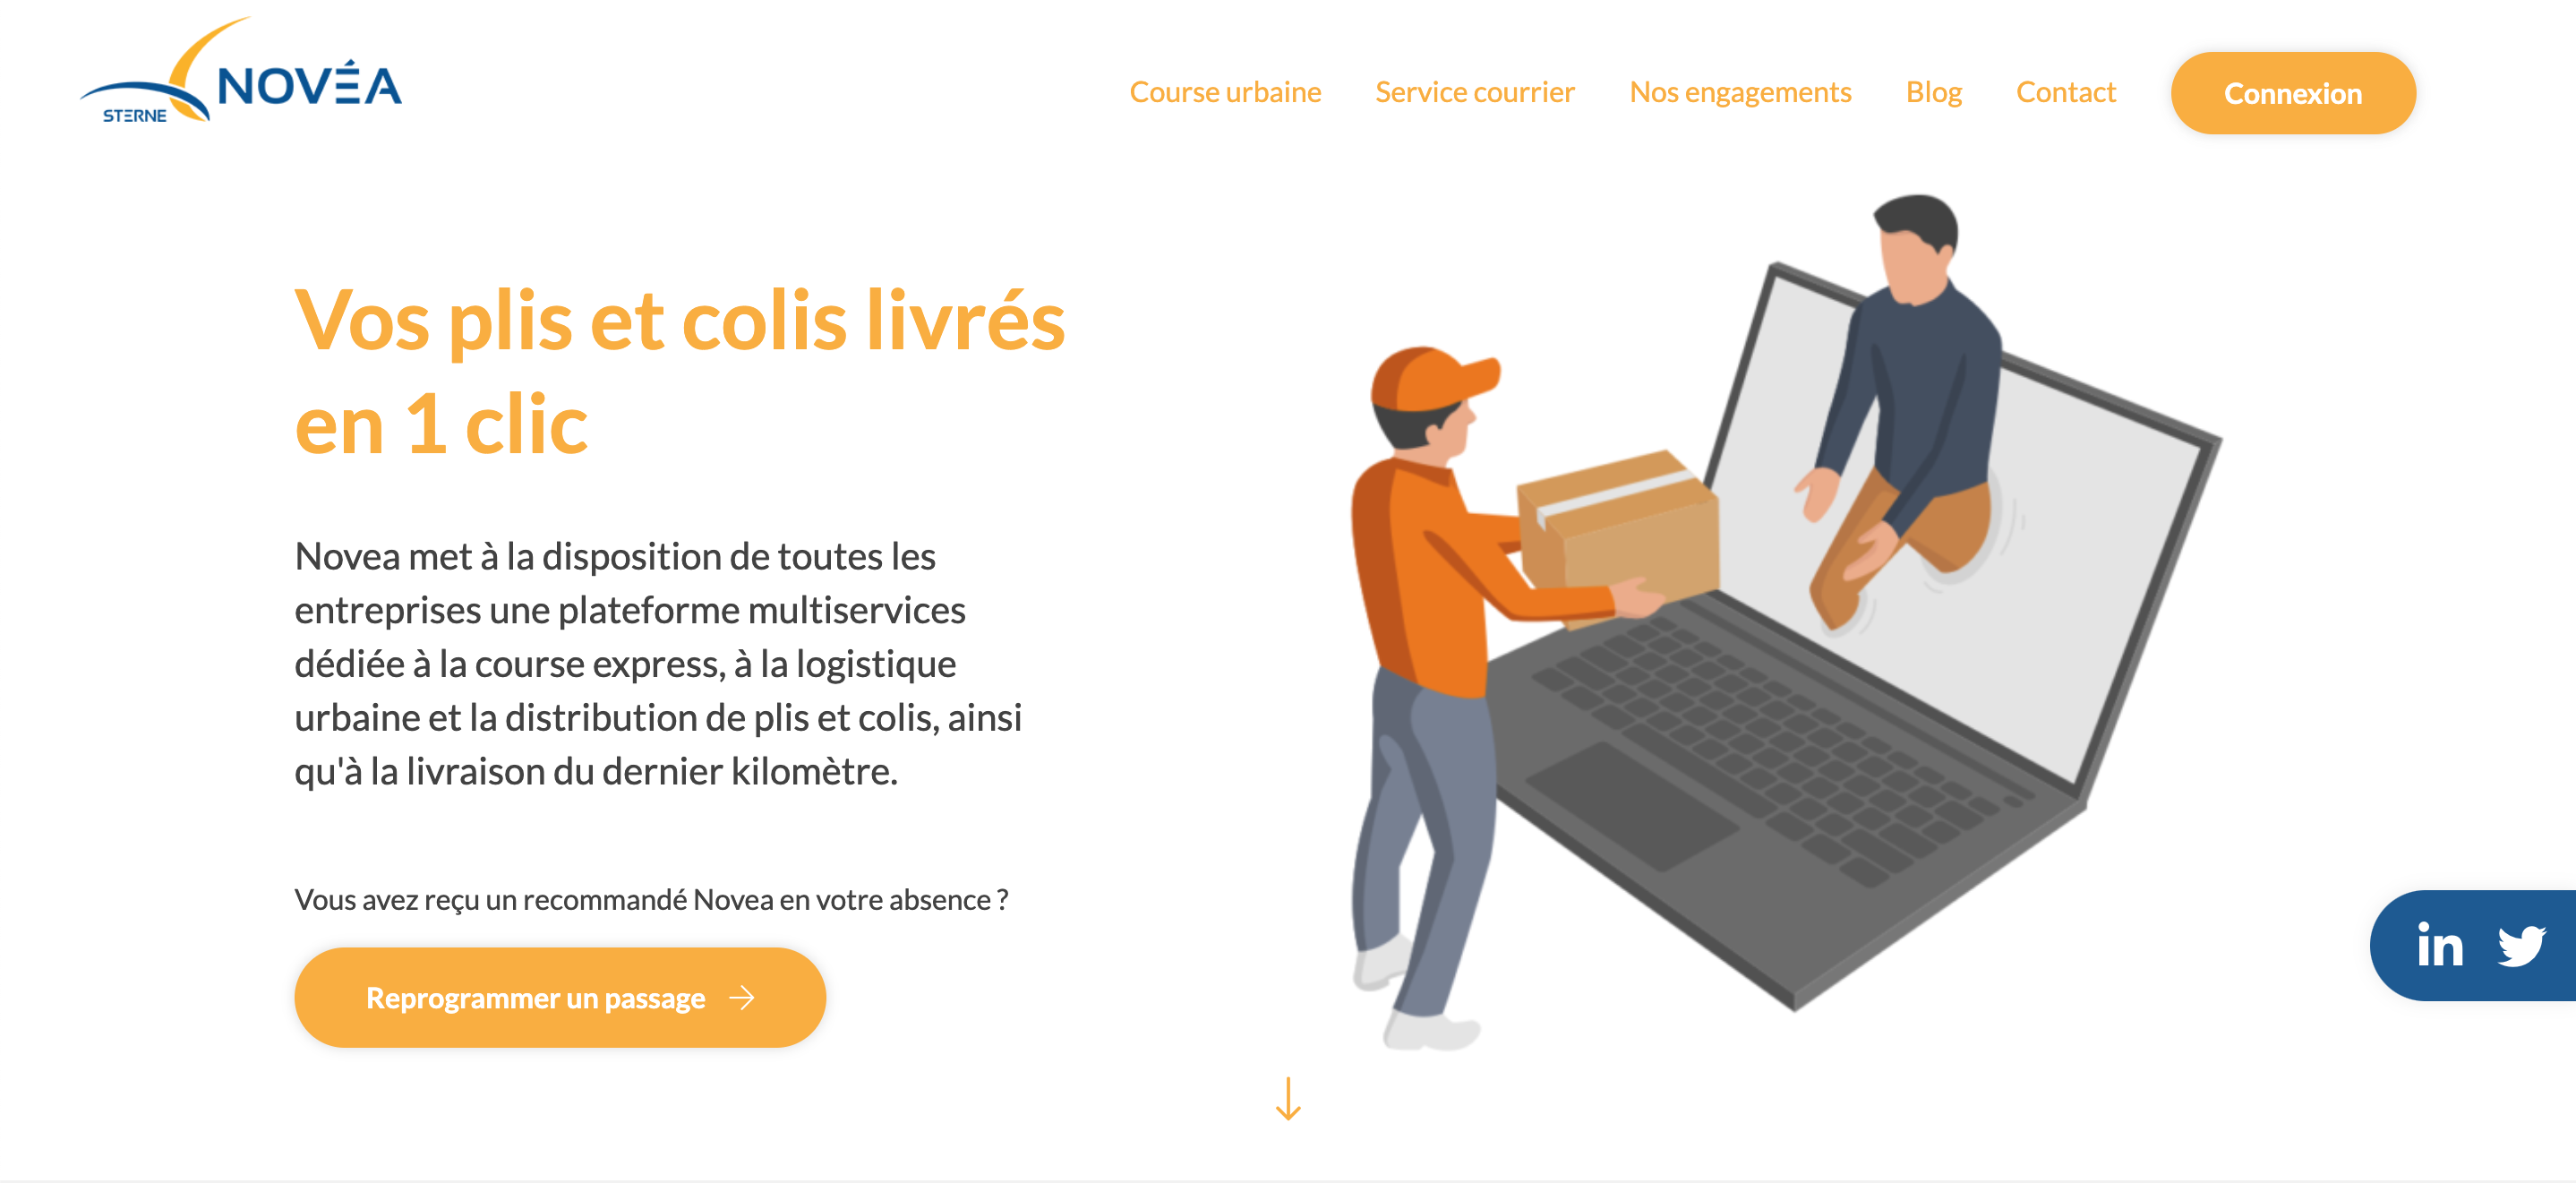 STERNE NOVÉA
Course urbaine Service courrier Nos engagements Blog Contact Connexion
Vos plis et colis livrés
en 1 clic
Novea met à la disposition de toutes les
entreprises une plateforme multiservices
dédiée à la course express, à la logistique
urbaine et la distribution de plis et colis, ainsi
qu'à la livraison du dernier kilomètre.
Vous avez reçu un recommandé Novea en votre absence ?
Reprogrammer un passage
in